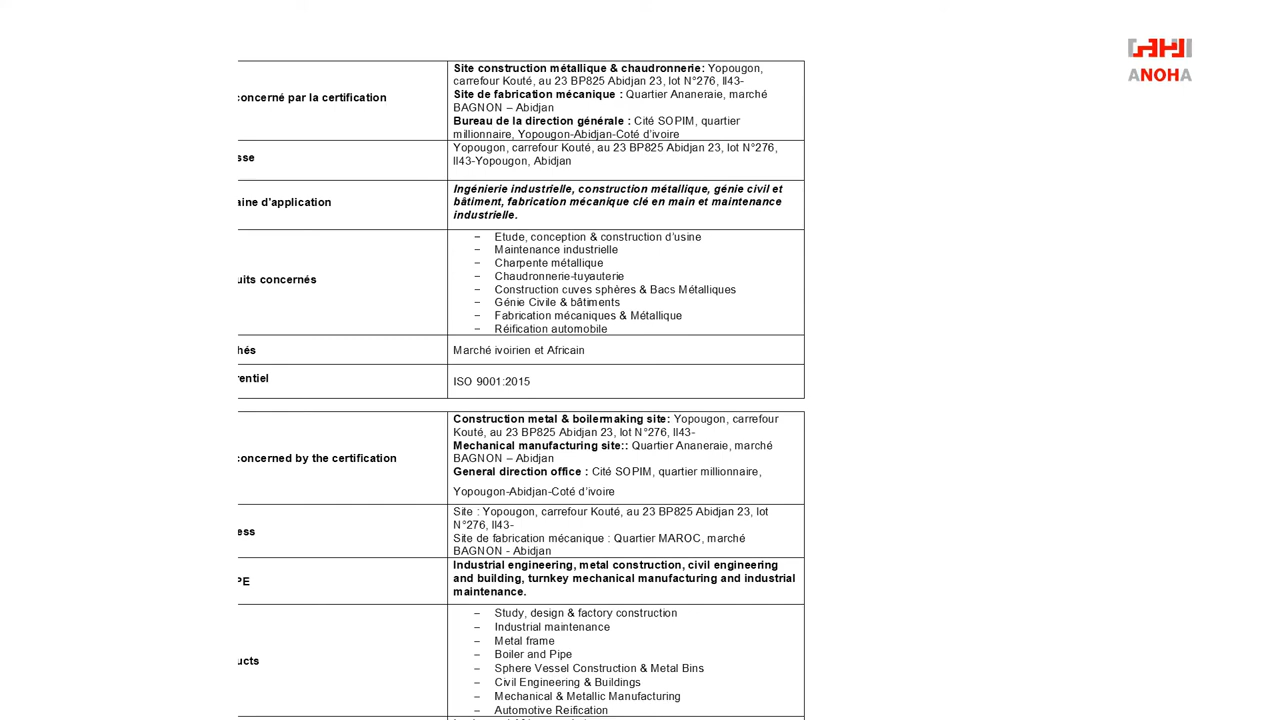 ANOHA
concerné par la certification
Site construction métallique & chaudronnerie: Yopougon,
carrefour Kouté, au 23 BP825 Abidjan 23, lot N°276, Il43-
Site de fabrication mécanique : Quartier Ananeraie, marché
BAGNON – Abidjan
Bureau de la direction générale : Cité SOPIM, quartier
millionnaire, Yopougon-Abidjan-Coté d'ivoire
sse
Yopougon, carrefour Kouté, au 23 BP825 Abidjan 23, lot N°276,
Il43-Yopougon, Abidjan
aine d'application
Ingénierie industrielle, construction métallique, génie civil et
bâtiment, fabrication mécanique clé en main et maintenance
industrielle.
uits concernés
− Etude, conception & construction d'usine
− Maintenance industrielle
− Charpente métallique
− Chaudronnerie-tuyauterie
− Construction cuves sphères & Bacs Métalliques
− Génie Civile & bâtiments
− Fabrication mécaniques & Métallique
− Réification automobile
hés
Marché ivoirien et Africain
rentiel
ISO 9001:2015
concerned by the certification
Construction metal & boilermaking site: Yopougon, carrefour
Kouté, au 23 BP825 Abidjan 23, lot N°276, Il43-
Mechanical manufacturing site:: Quartier Ananeraie, marché
BAGNON – Abidjan
General direction office : Cité SOPIM, quartier millionnaire,
Yopougon-Abidjan-Coté d'ivoire
ess
Site : Yopougon, carrefour Kouté, au 23 BP825 Abidjan 23, lot
N°276, Il43-
Site de fabrication mécanique : Quartier MAROC, marché
BAGNON - Abidjan
PE
Industrial engineering, metal construction, civil engineering
and building, turnkey mechanical manufacturing and industrial
maintenance.
ucts
− Study, design & factory construction
− Industrial maintenance
− Metal frame
− Boiler and Pipe
− Sphere Vessel Construction & Metal Bins
− Civil Engineering & Buildings
− Mechanical & Metallic Manufacturing
− Automotive Reification